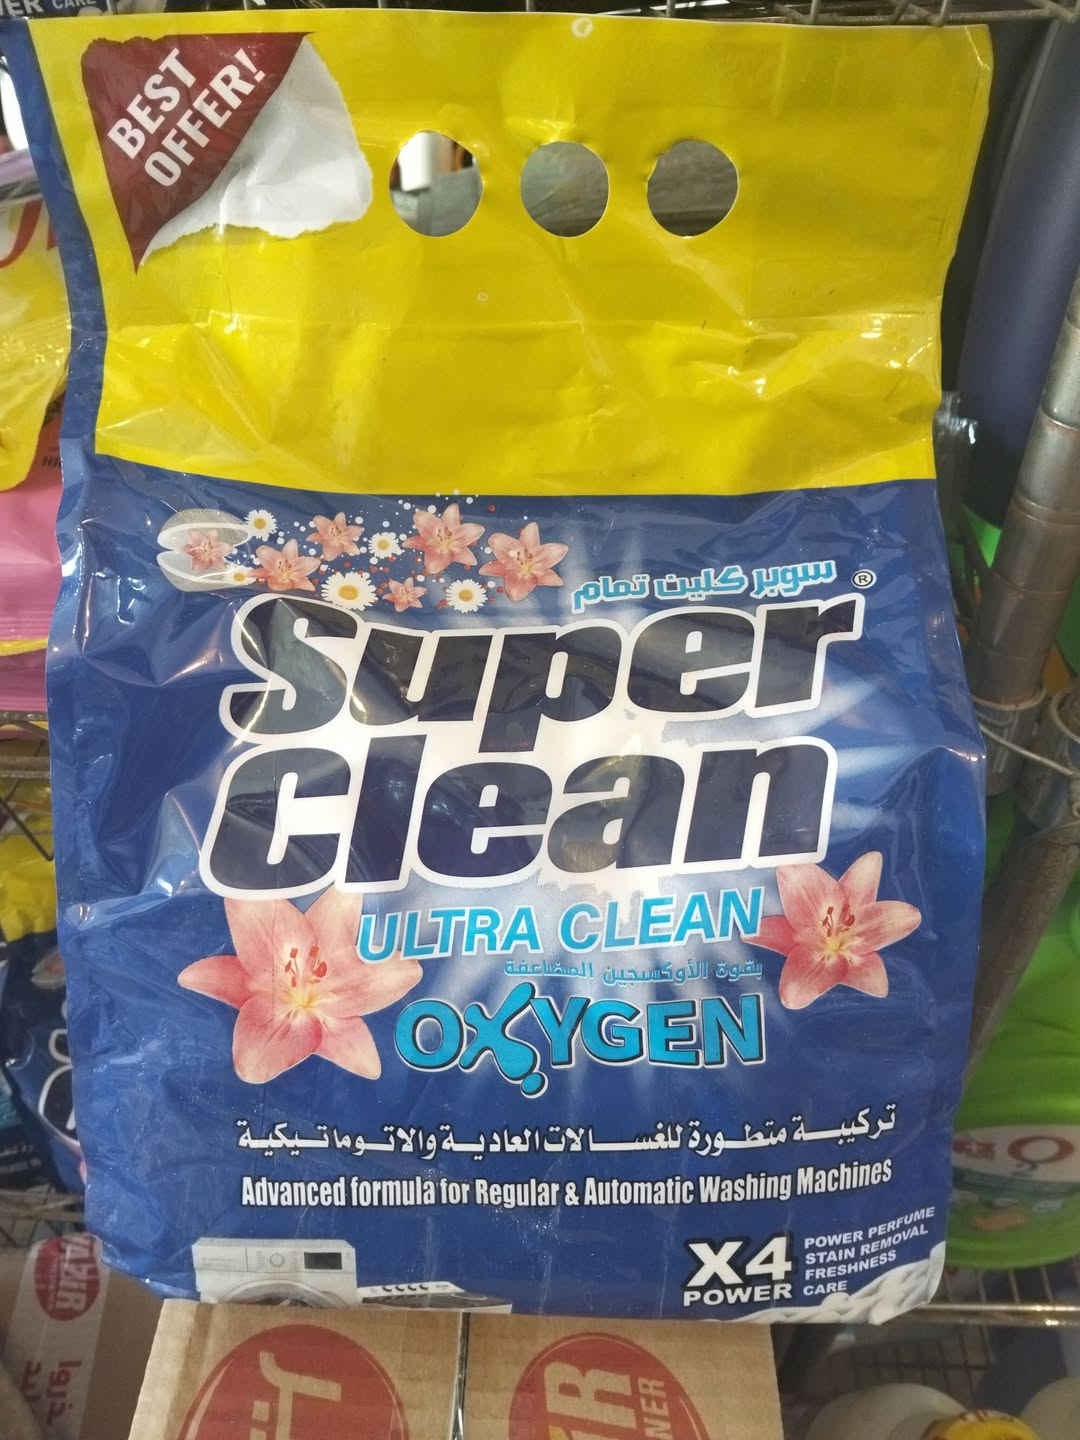 BEST
OFFER!
سوبر كلين تمام
®
Super
Clean
ULTRA CLEAN
بقوة الأوكسجين المضاعفة
OXYGEN
تركيبة متطورة للغسالات العادية والاتوماتيكية
Advanced formula for Regular & Automatic Washing Machines
X4
POWER
POWER PERFUME
STAIN REMOVAL
FRESHNESS
CARE